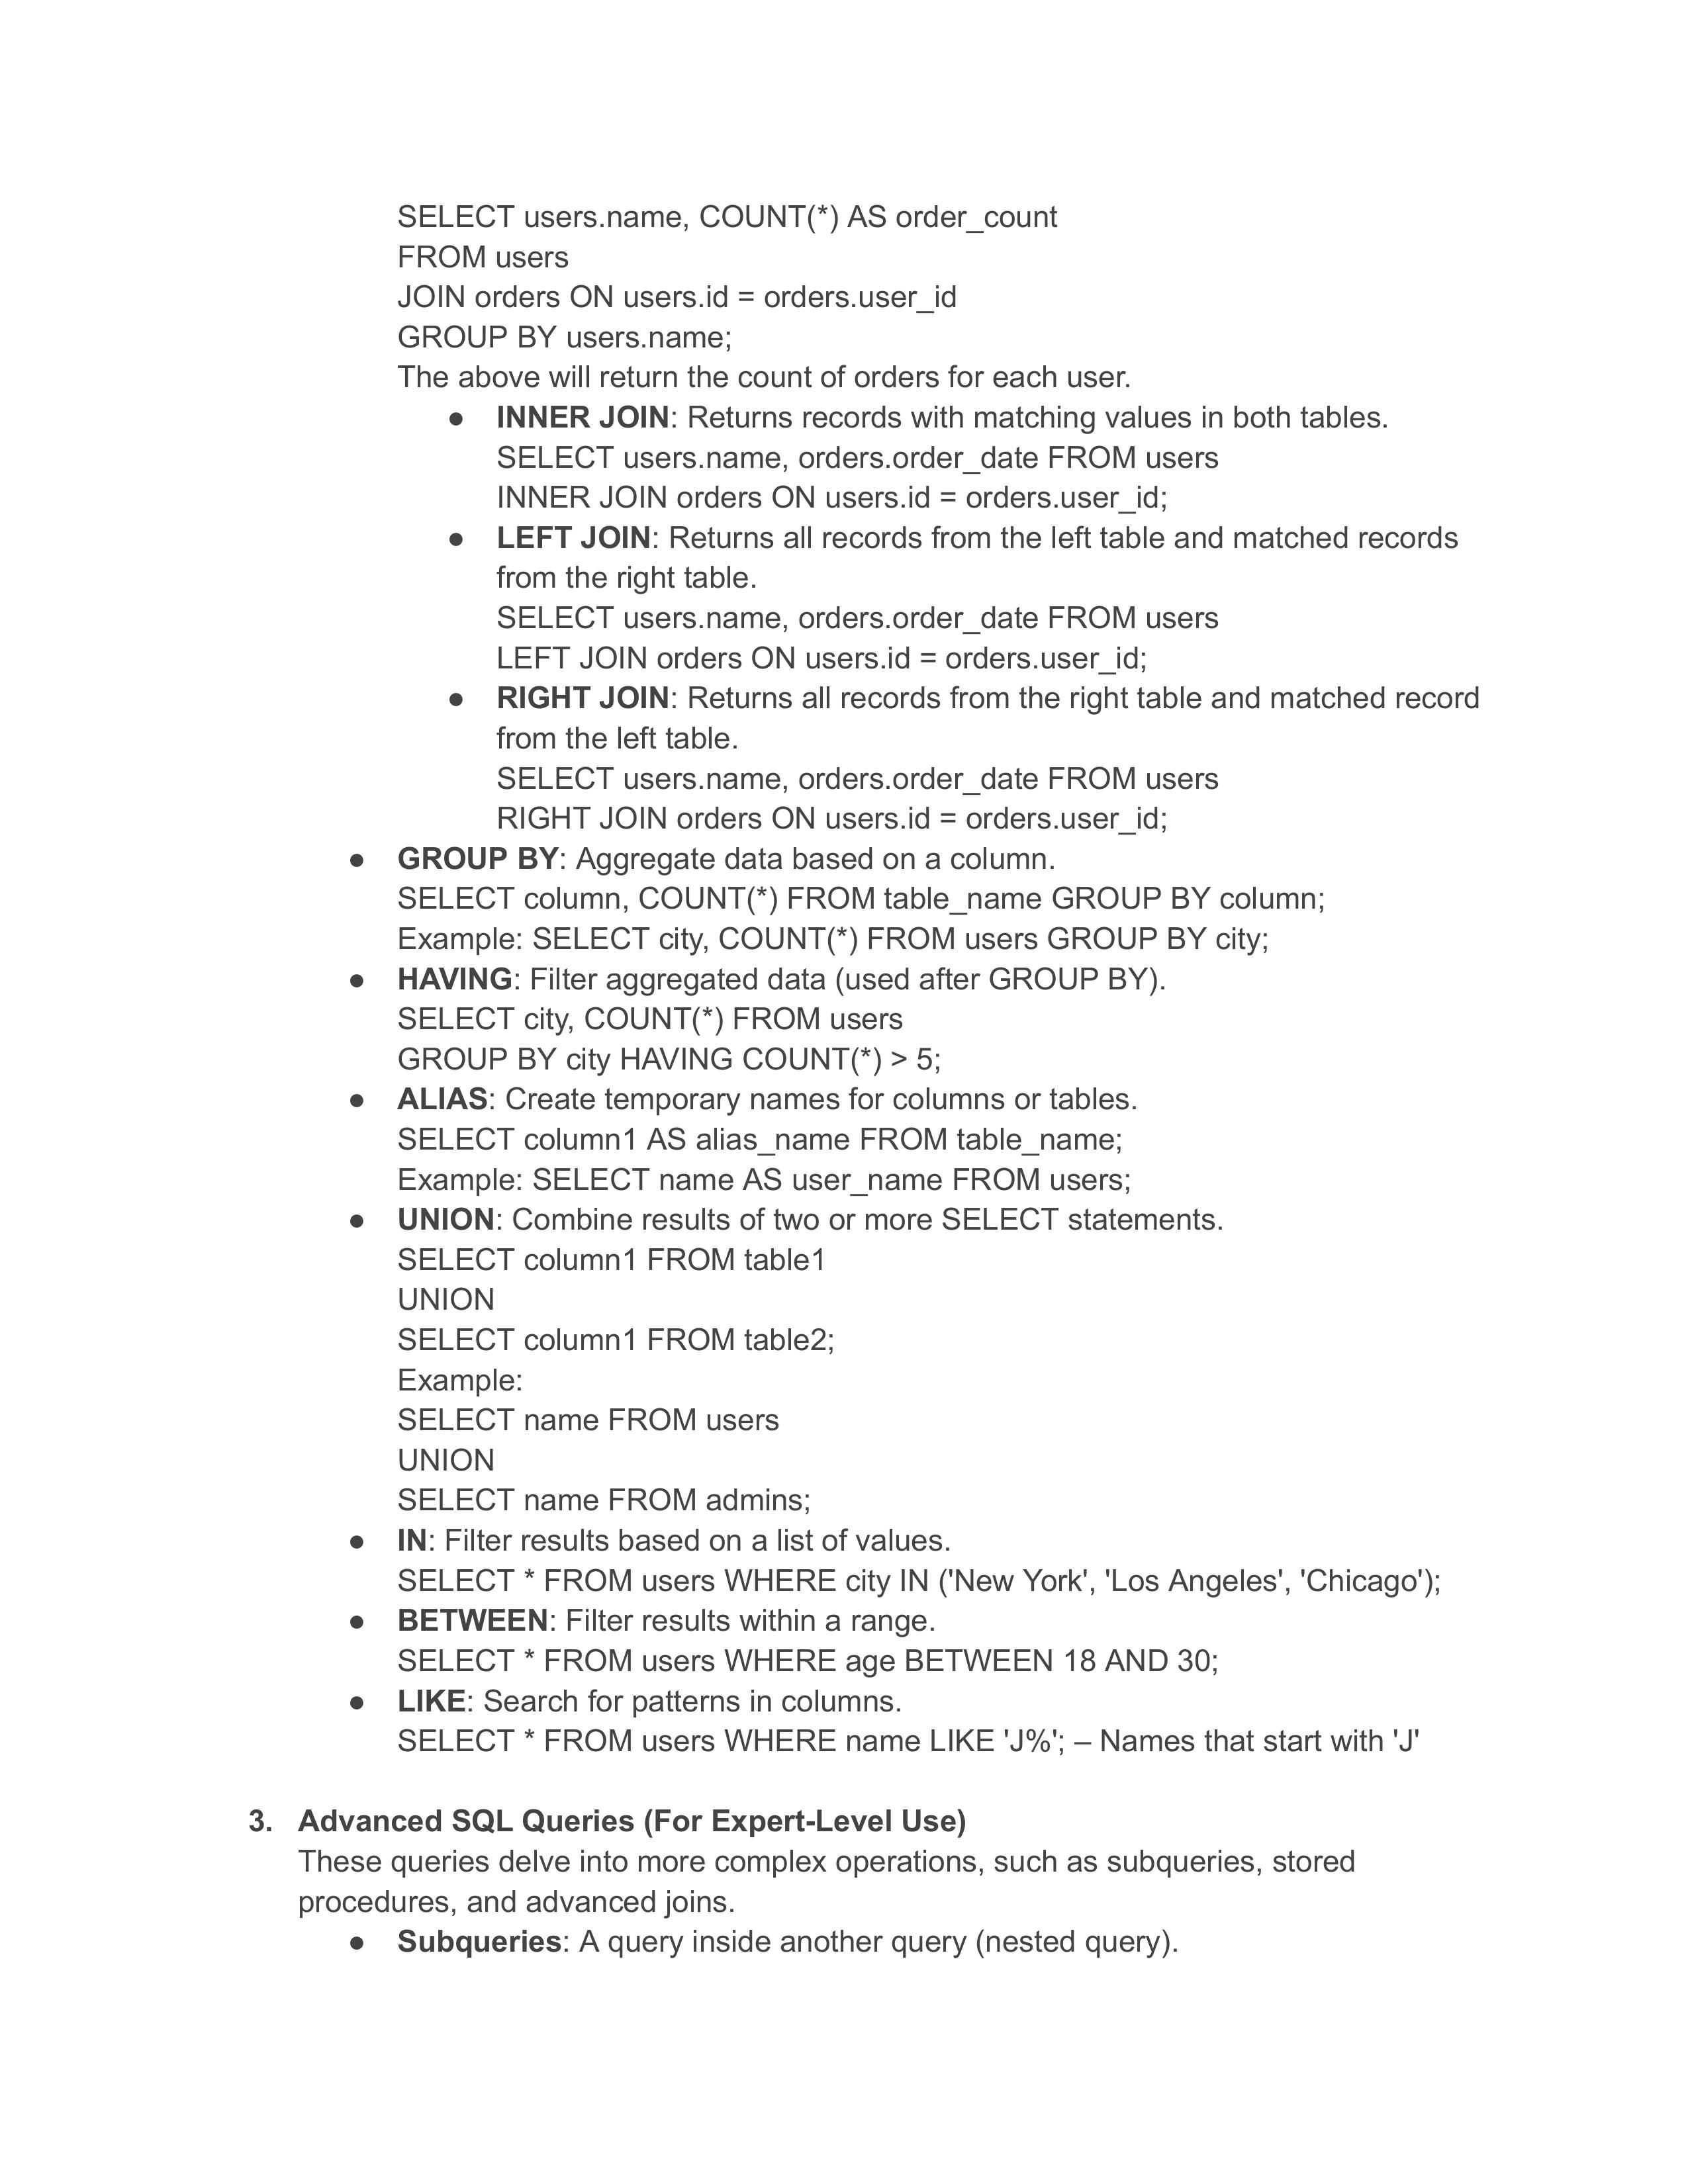 SELECT users.name, COUNT(*) AS order_count
FROM users
JOIN orders ON users.id = orders.user_id
GROUP BY users.name;
The above will return the count of orders for each user.
● INNER JOIN: Returns records with matching values in both tables.
SELECT users.name, orders.order_date FROM users
INNER JOIN orders ON users.id = orders.user_id;
● LEFT JOIN: Returns all records from the left table and matched records
from the right table.
SELECT users.name, orders.order_date FROM users
LEFT JOIN orders ON users.id = orders.user_id;
● RIGHT JOIN: Returns all records from the right table and matched record
from the left table.
SELECT users.name, orders.order_date FROM users
RIGHT JOIN orders ON users.id = orders.user_id;
● GROUP BY: Aggregate data based on a column.
SELECT column, COUNT(*) FROM table_name GROUP BY column;
Example: SELECT city, COUNT(*) FROM users GROUP BY city;
● HAVING: Filter aggregated data (used after GROUP BY).
SELECT city, COUNT(*) FROM users
GROUP BY city HAVING COUNT(*) > 5;
● ALIAS: Create temporary names for columns or tables.
SELECT column1 AS alias_name FROM table_name;
Example: SELECT name AS user_name FROM users;
● UNION: Combine results of two or more SELECT statements.
SELECT column1 FROM table1
UNION
SELECT column1 FROM table2;
Example:
SELECT name FROM users
UNION
SELECT name FROM admins;
● IN: Filter results based on a list of values.
SELECT * FROM users WHERE city IN ('New York', 'Los Angeles', 'Chicago');
● BETWEEN: Filter results within a range.
SELECT * FROM users WHERE age BETWEEN 18 AND 30;
● LIKE: Search for patterns in columns.
SELECT * FROM users WHERE name LIKE 'J%'; – Names that start with 'J'
3. Advanced SQL Queries (For Expert-Level Use)
These queries delve into more complex operations, such as subqueries, stored
procedures, and advanced joins.
● Subqueries: A query inside another query (nested query).